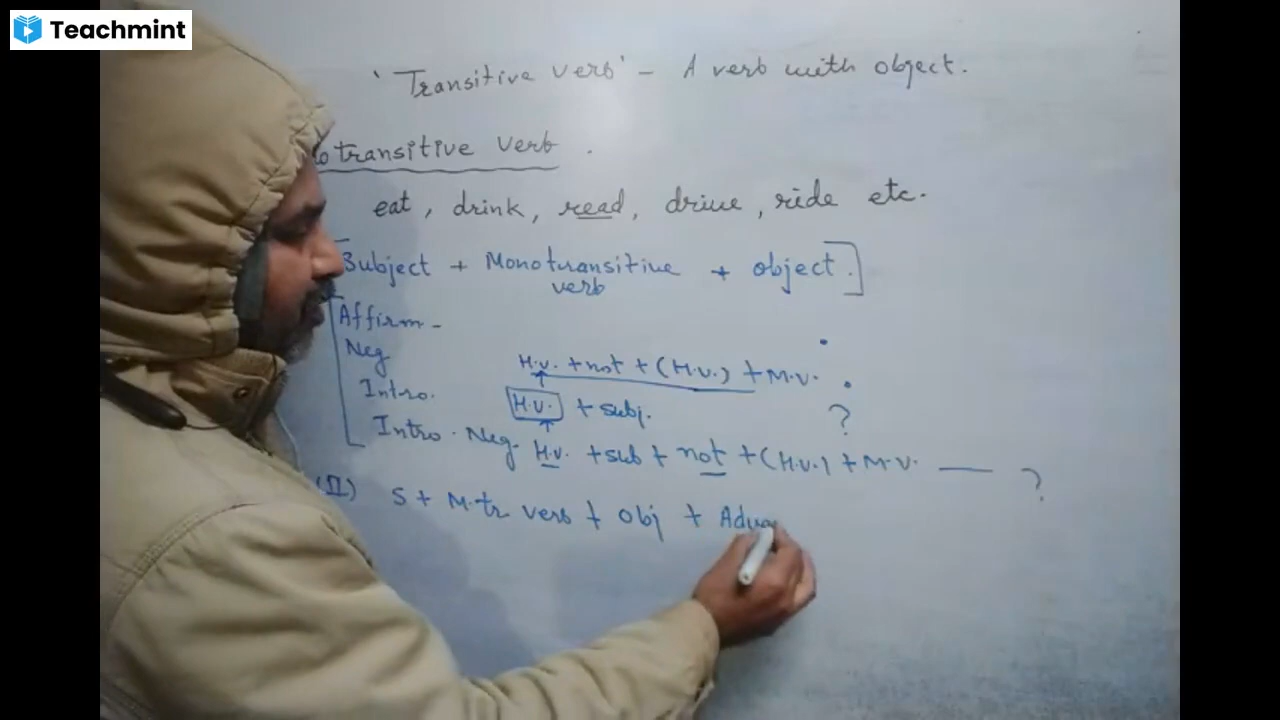 Teachmint
'Transitive verb' – A verb with object.
otransitive Verb .
eat, drink, read, drive, ride etc.
[Subject + Monotransitive verb + object.]
Affirm -
Neg H.v. + not + (H.v.) + M.v. .
Intro. H.v. + subj. ?
Intro. Neg. H.v. + sub + not + (H.v.) + M.v. — ?
(II) S + M.tr verb + Obj + Adv